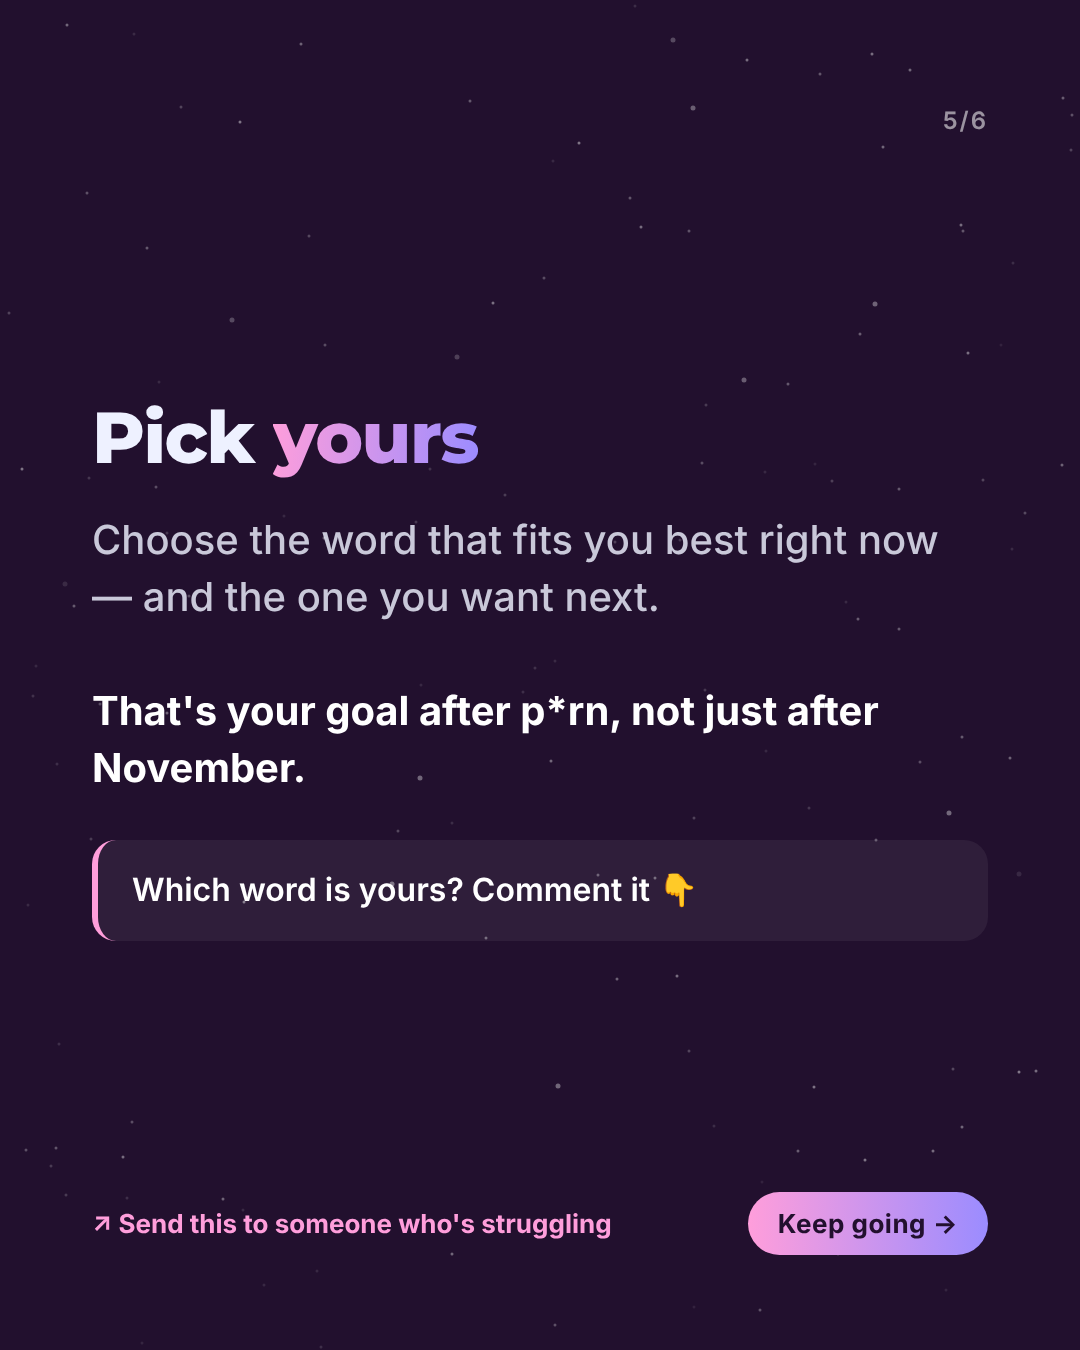 5/6
Pick yours
Choose the word that fits you best right now
— and the one you want next.
That's your goal after p*rn, not just after
November.
Which word is yours? Comment it 👇
↗ Send this to someone who's struggling
Keep going →